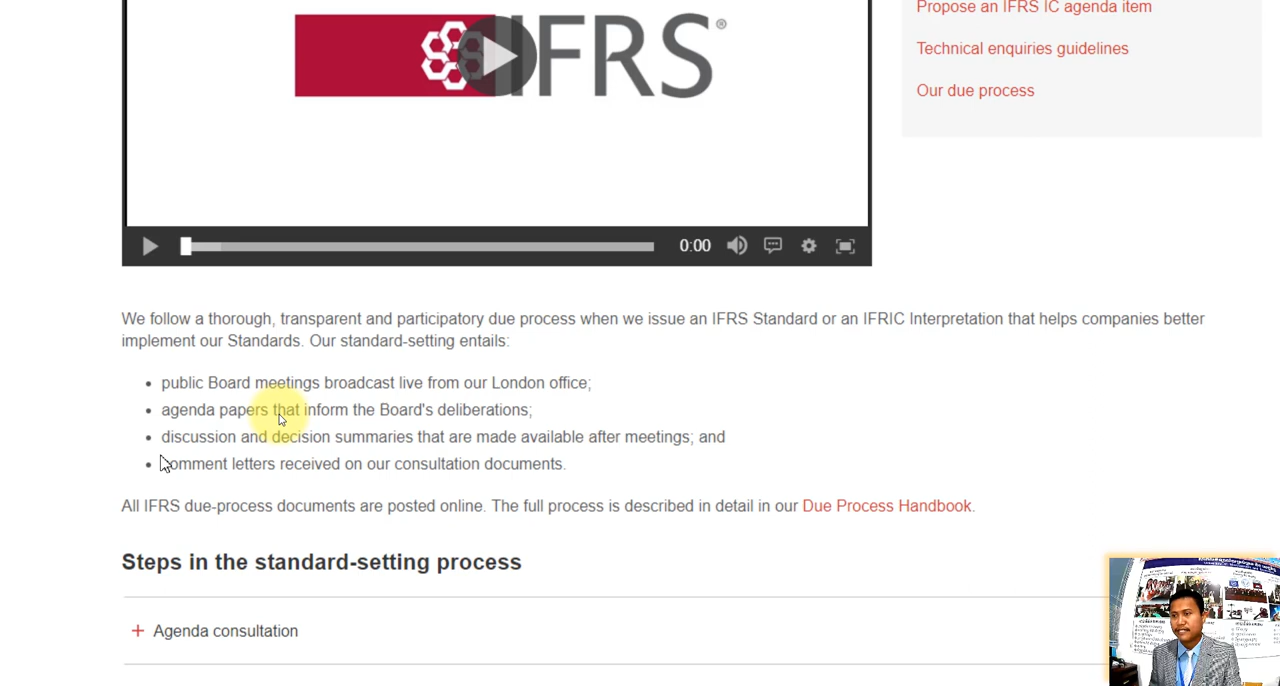 Propose an IFRS IC agenda item
IFRS®
Technical enquiries guidelines
Our due process
0:00
We follow a thorough, transparent and participatory due process when we issue an IFRS Standard or an IFRIC Interpretation that helps companies better
implement our Standards. Our standard-setting entails:
• public Board meetings broadcast live from our London office;
• agenda papers that inform the Board's deliberations;
• discussion and decision summaries that are made available after meetings; and
• comment letters received on our consultation documents.
All IFRS due-process documents are posted online. The full process is described in detail in our Due Process Handbook.
Steps in the standard-setting process
+ Agenda consultation